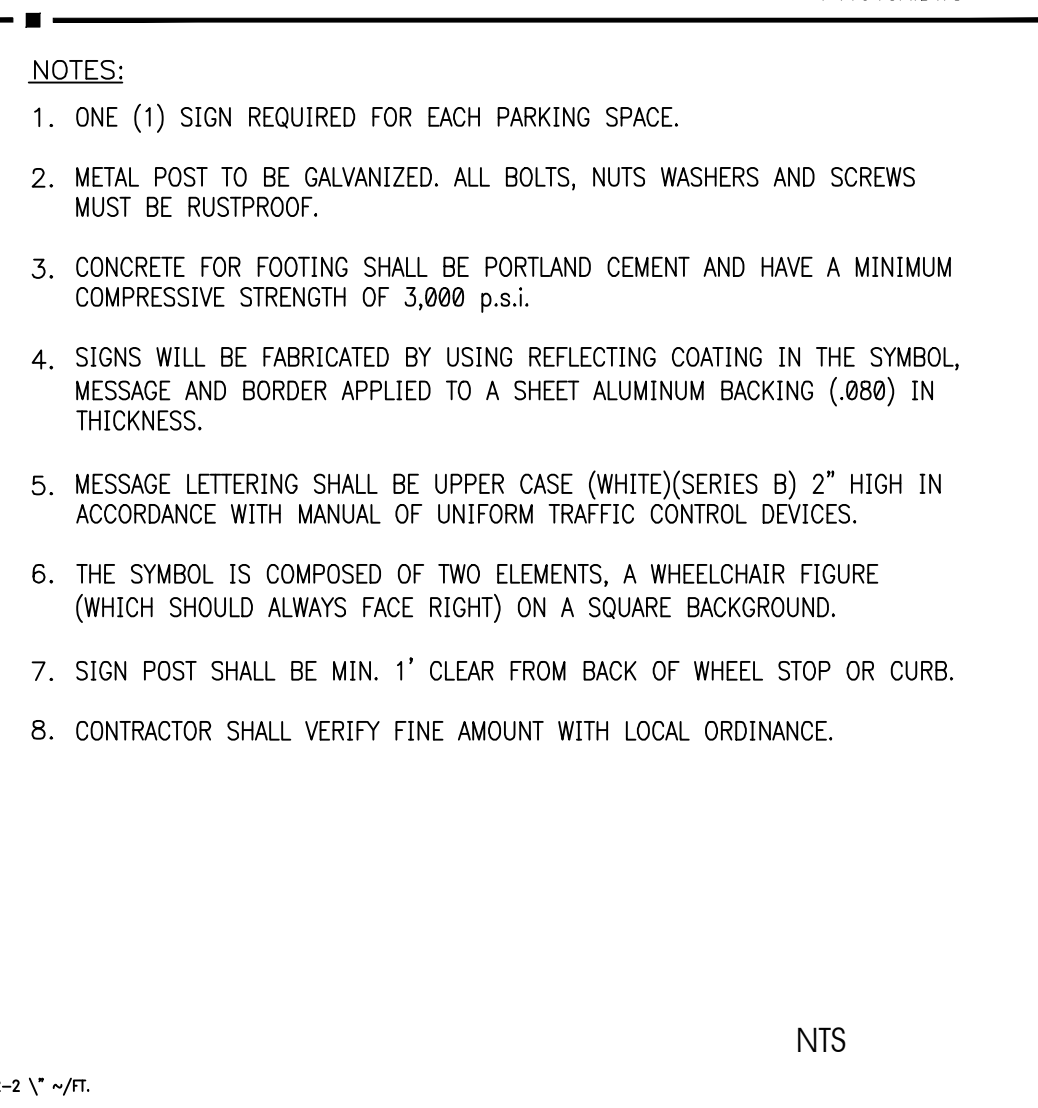 NOTES:
1. ONE (1) SIGN REQUIRED FOR EACH PARKING SPACE.
2. METAL POST TO BE GALVANIZED. ALL BOLTS, NUTS WASHERS AND SCREWS
MUST BE RUSTPROOF.
3. CONCRETE FOR FOOTING SHALL BE PORTLAND CEMENT AND HAVE A MINIMUM
COMPRESSIVE STRENGTH OF 3,000 p.s.i.
4. SIGNS WILL BE FABRICATED BY USING REFLECTING COATING IN THE SYMBOL,
MESSAGE AND BORDER APPLIED TO A SHEET ALUMINUM BACKING (.080) IN
THICKNESS.
5. MESSAGE LETTERING SHALL BE UPPER CASE (WHITE)(SERIES B) 2" HIGH IN
ACCORDANCE WITH MANUAL OF UNIFORM TRAFFIC CONTROL DEVICES.
6. THE SYMBOL IS COMPOSED OF TWO ELEMENTS, A WHEELCHAIR FIGURE
(WHICH SHOULD ALWAYS FACE RIGHT) ON A SQUARE BACKGROUND.
7. SIGN POST SHALL BE MIN. 1' CLEAR FROM BACK OF WHEEL STOP OR CURB.
8. CONTRACTOR SHALL VERIFY FINE AMOUNT WITH LOCAL ORDINANCE.
NTS
-2 \" ~/FT.